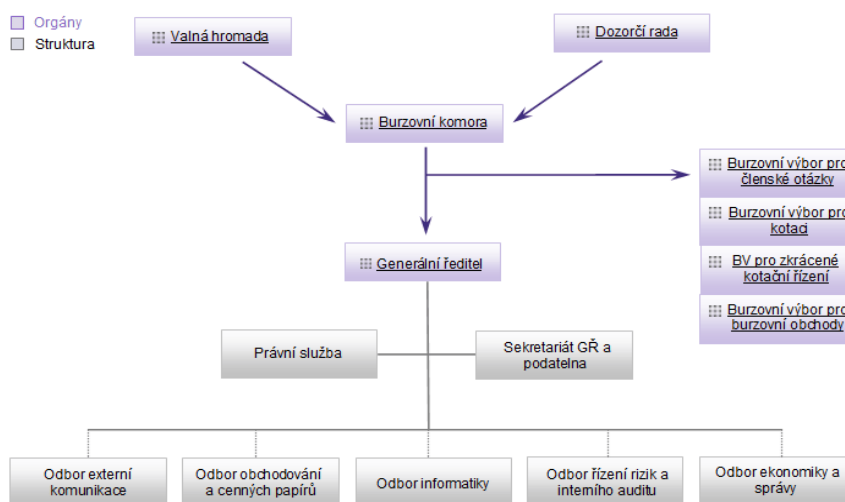 Orgány
Struktura
Valná hromada
Dozorčí rada
Burzovní komora
Burzovní výbor pro
členské otázky
Burzovní výbor pro
kotaci
BV pro zkrácené
kotační řízení
Burzovní výbor pro
burzovní obchody
Generální ředitel
Právní služba
Sekretariát GŘ a
podatelna
Odbor externí
komunikace
Odbor obchodování
a cenných papírů
Odbor informatiky
Odbor řízení rizik a
interního auditu
Odbor ekonomiky a
správy